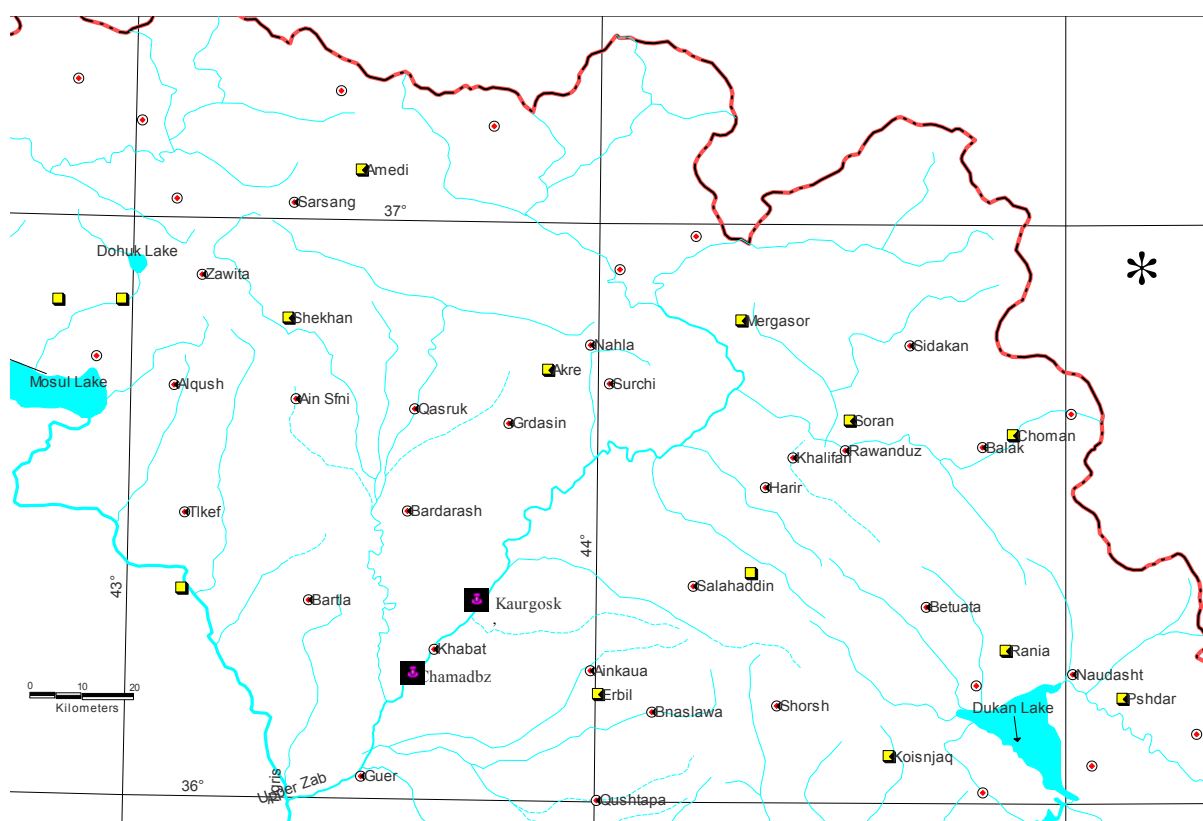 Amedi
Sarsang
37°
Dohuk Lake
Zawita
Shekhan
Mergasor
Nahla
Sidakan
Akre
Mosul Lake
Alqush
Surchi
Ain Sfni
Qasruk
Grdasin
Soran
Choman
Balak
Khalifan
Rawanduz
Harir
Tlkef
Bardarash
44°
43°
Salahaddin
Bartla
Kaurgosk
,
Betuata
Khabat
Rania
Ainkaua
Chamadbz
Naudasht
0 10 20
Kilometers
Erbil
Pshdar
Bnaslawa
Shorsh
Dukan Lake
Koisnjaq
36°
Guer
Upper Zab
Qushtapa